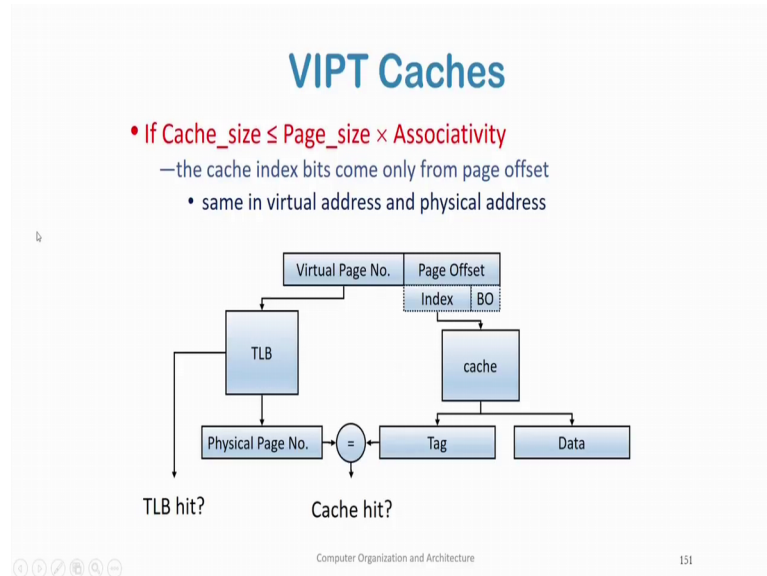 VIPT Caches
• If Cache_size ≤ Page_size × Associativity
—the cache index bits come only from page offset
• same in virtual address and physical address
Virtual Page No. Page Offset
Index BO
TLB
cache
Physical Page No. = Tag Data
TLB hit?
Cache hit?
Computer Organization and Architecture 151